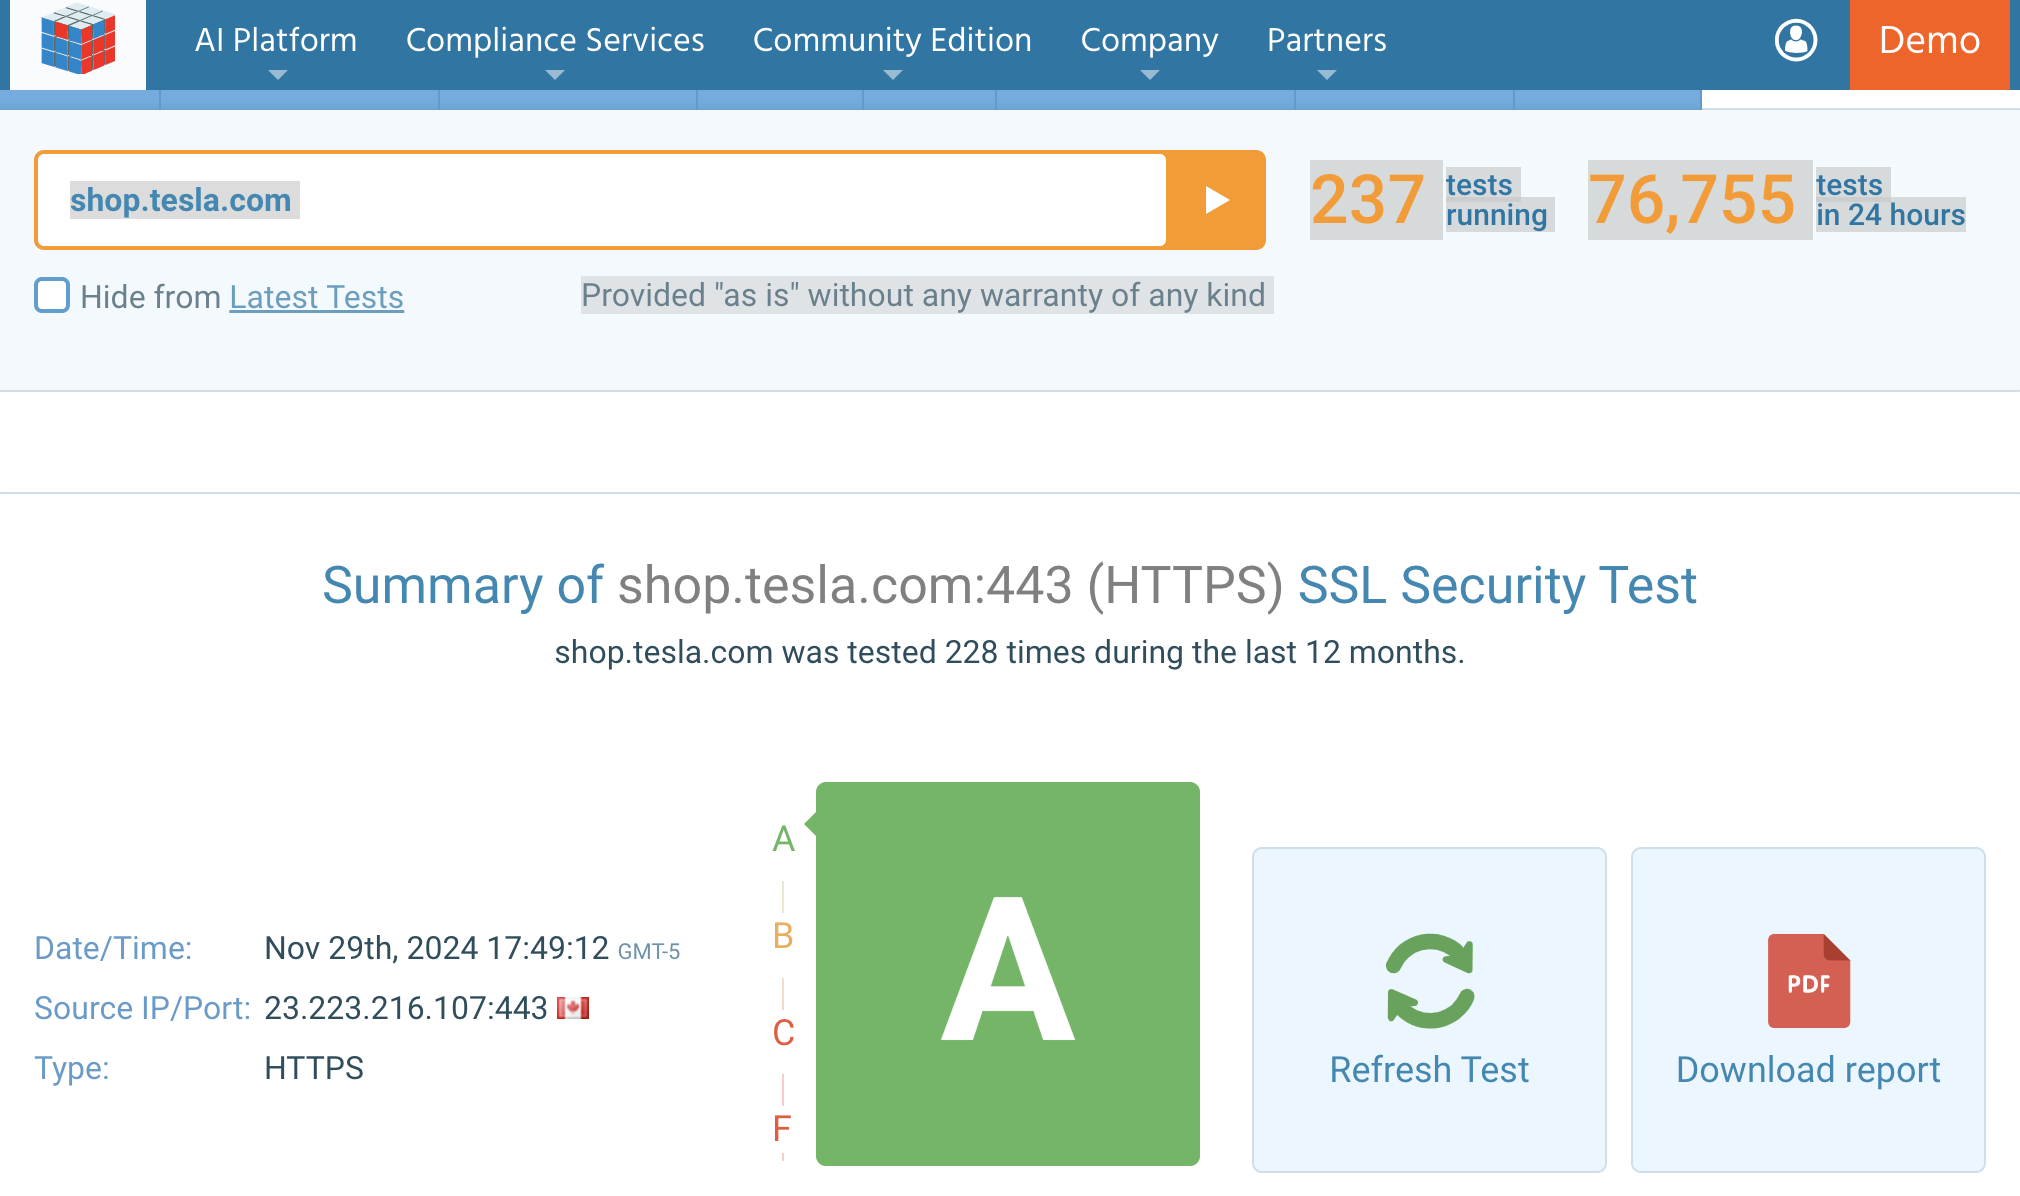 AI Platform Compliance Services Community Edition Company Partners Demo
shop.tesla.com
237 tests running
76,755 tests in 24 hours
Hide from Latest Tests
Provided "as is" without any warranty of any kind
Summary of shop.tesla.com:443 (HTTPS) SSL Security Test
shop.tesla.com was tested 228 times during the last 12 months.
Date/Time: Nov 29th, 2024 17:49:12 GMT-5
Source IP/Port: 23.223.216.107:443
Type: HTTPS
A
B
C
F
A
Refresh Test
PDF
Download report